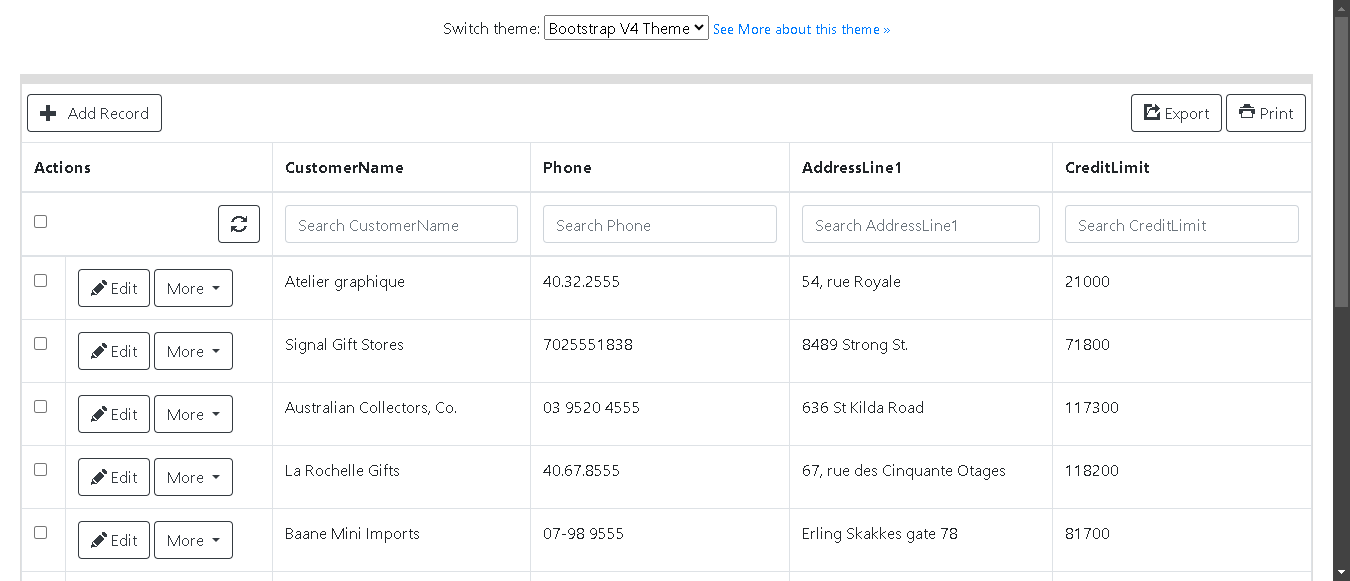 Switch theme: Bootstrap V4 Theme See More about this theme »
Add Record Export Print
Actions CustomerName Phone AddressLine1 CreditLimit
Search CustomerName Search Phone Search AddressLine1 Search CreditLimit
Edit More Atelier graphique 40.32.2555 54, rue Royale 21000
Edit More Signal Gift Stores 7025551838 8489 Strong St. 71800
Edit More Australian Collectors, Co. 03 9520 4555 636 St Kilda Road 117300
Edit More La Rochelle Gifts 40.67.8555 67, rue des Cinquante Otages 118200
Edit More Baane Mini Imports 07-98 9555 Erling Skakkes gate 78 81700